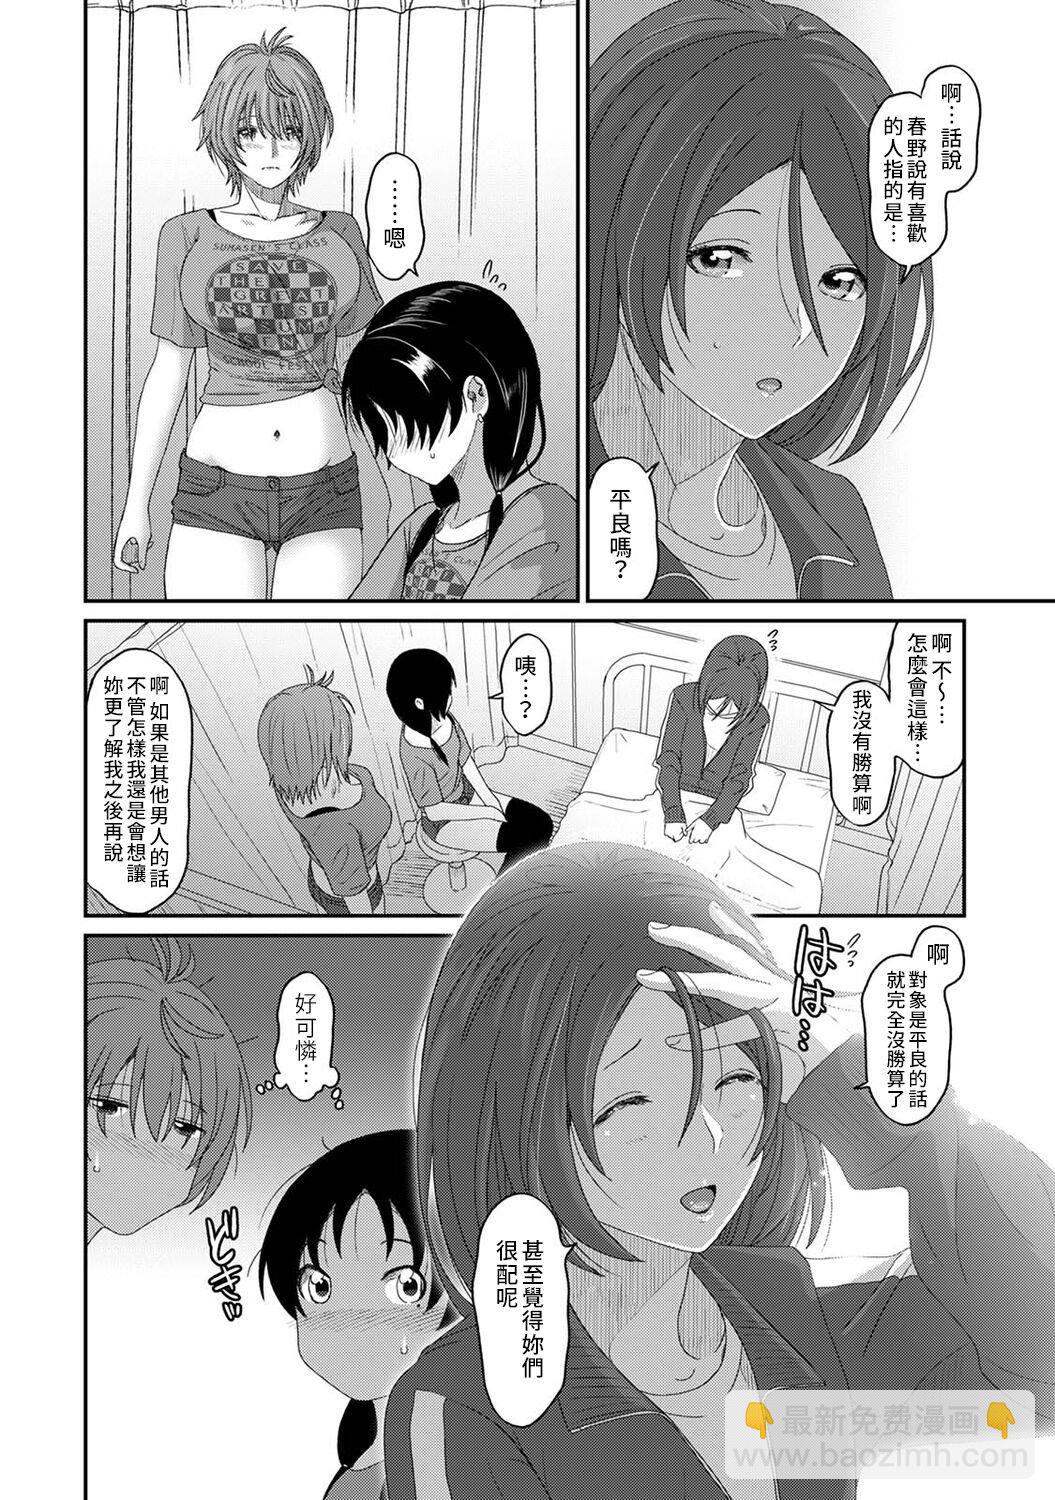 啊…話說
春野說有喜歡
的人指的是…
平良嗎？
……嗯
SUMASEN'S CLASS
SAVE
THE
GREAT
ARTIST
SUMA
SEN
SCHOOL FESTI
啊 不～…
怎麼會這樣…
我沒有勝算啊
咦…？
啊 如果是其他男人的話
不管怎樣我還是會想讓
妳更了解我之後再說
啊
對象是平良的話
就完全沒勝算了
はは…
好可憐…
どしき
甚至覺得妳們
很配呢
👇最新免费漫画👇
www.baozimh.com